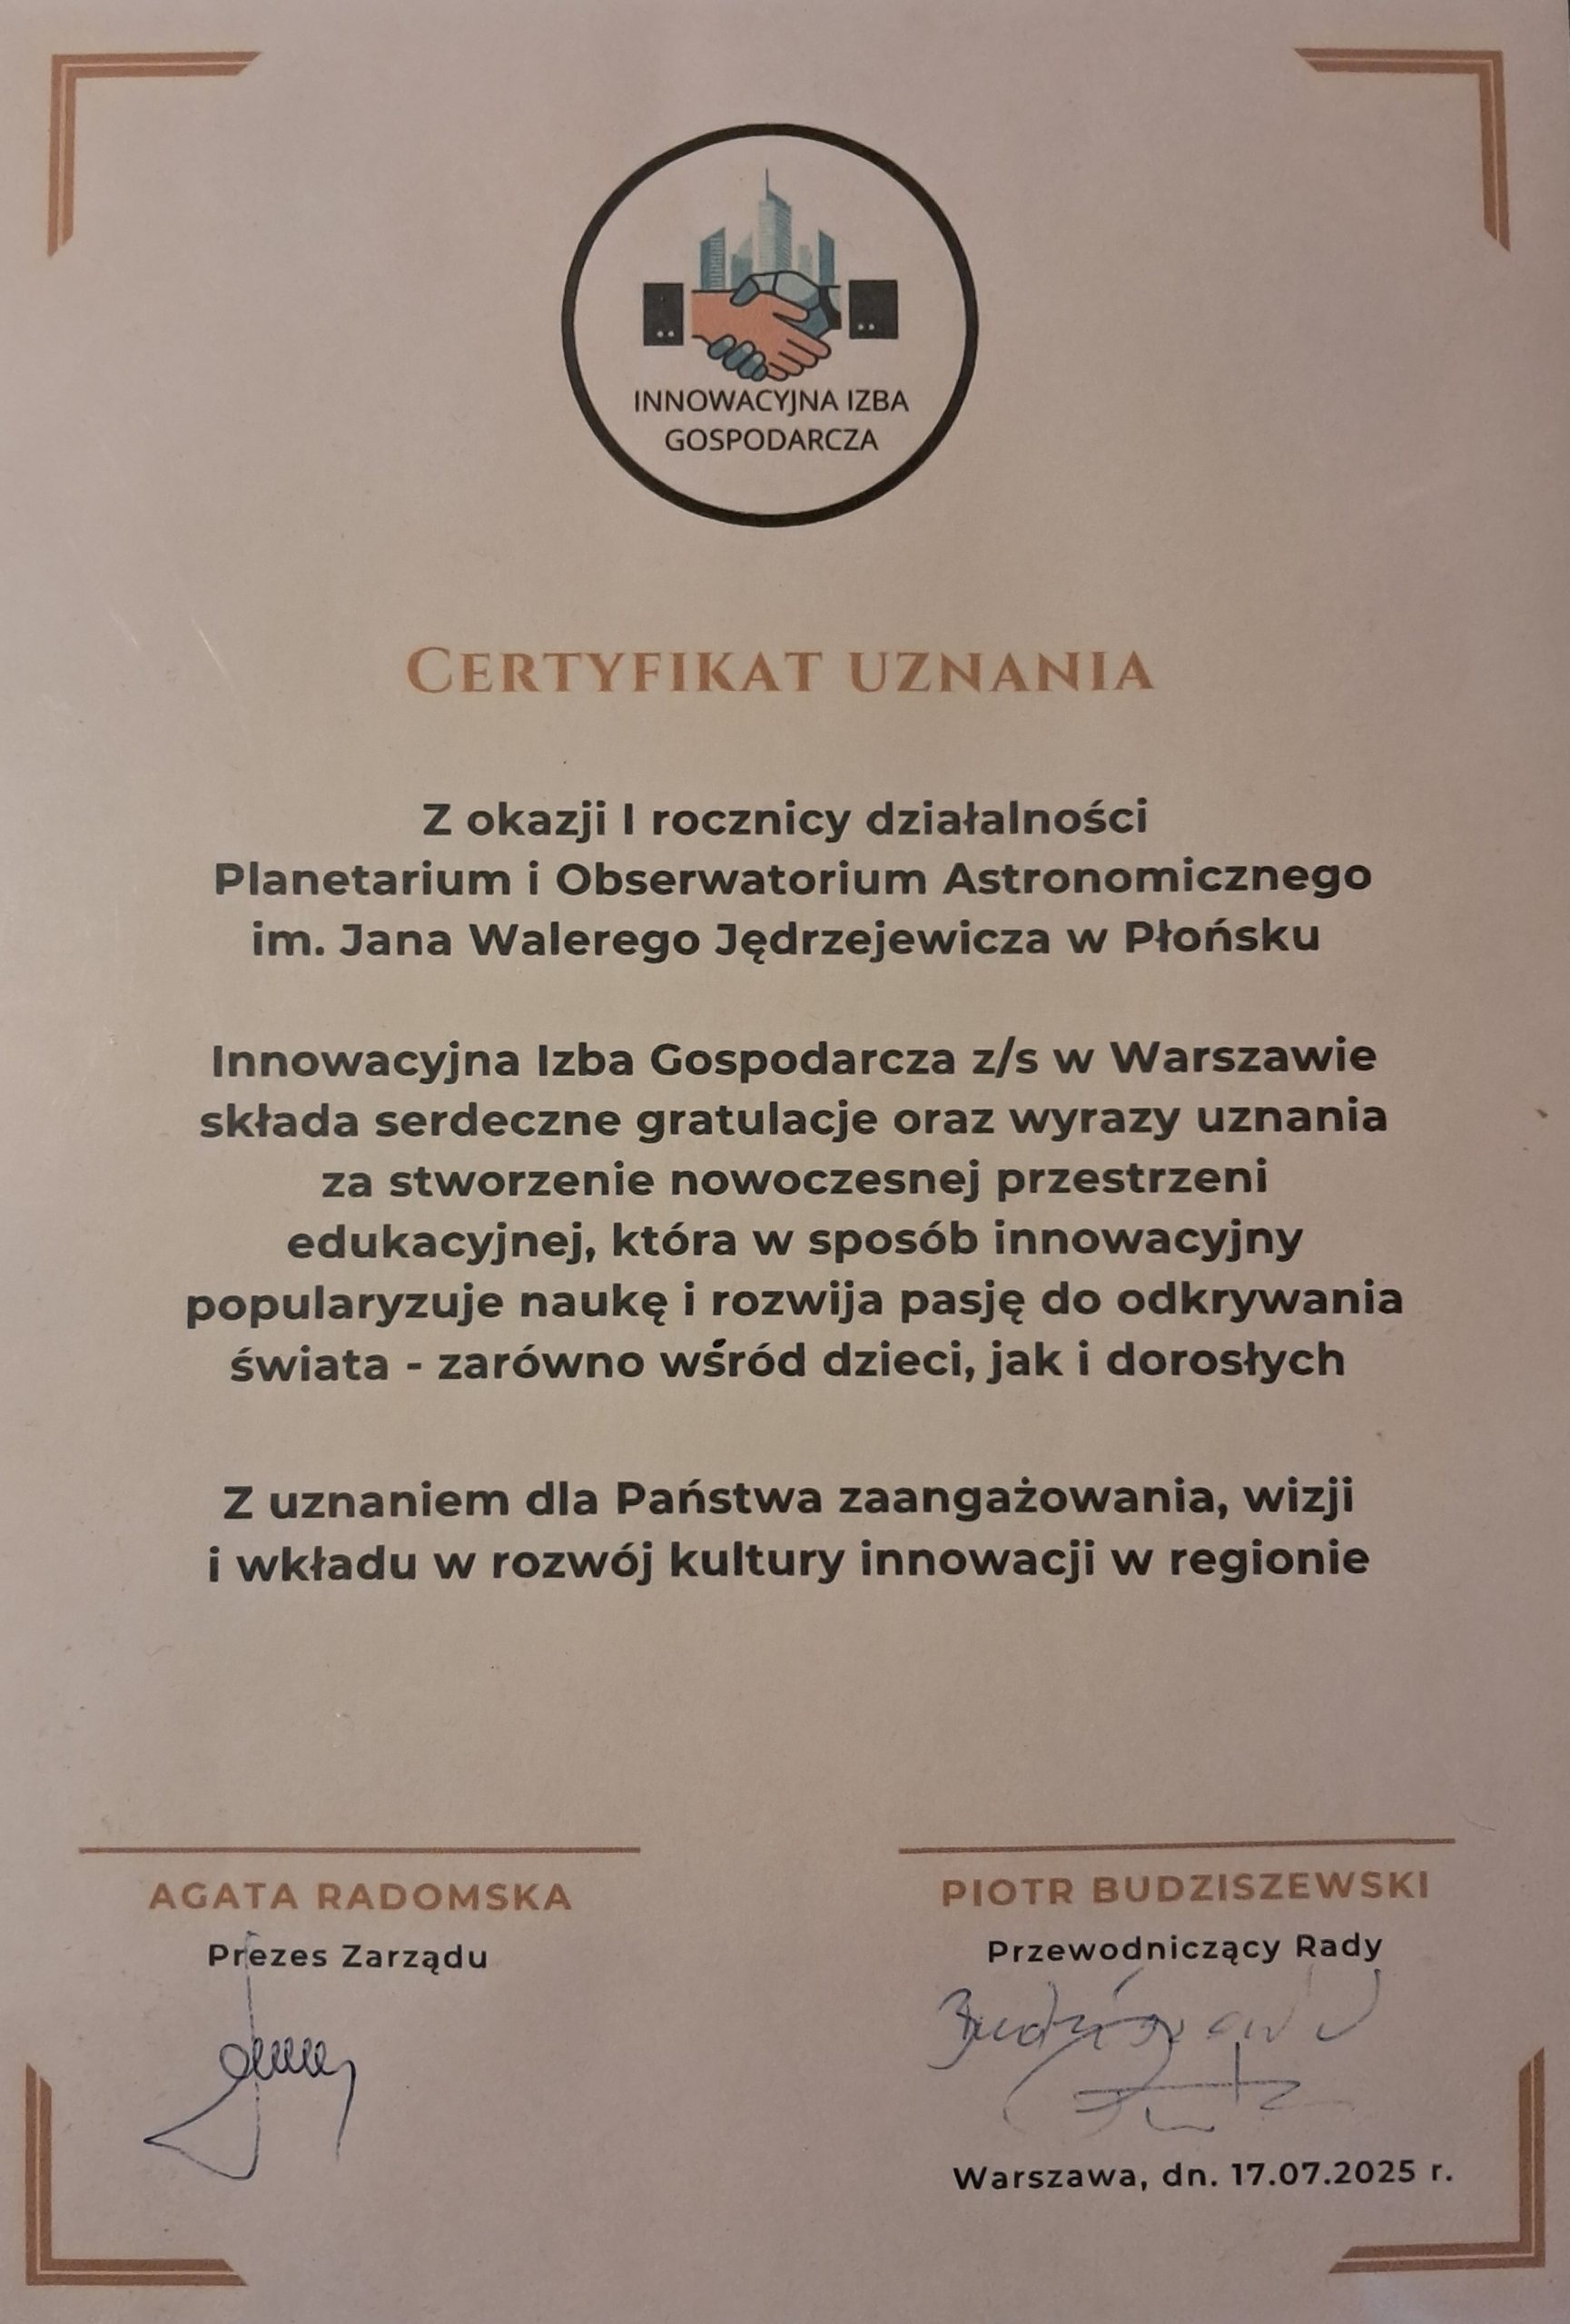 INNOWACYJNA IZBA
GOSPODARCZA
CERTYFIKAT UZNANIA
Z okazji I rocznicy działalności
Planetarium i Obserwatorium Astronomicznego
im. Jana Walerego Jędrzejewicza w Płońsku
Innowacyjna Izba Gospodarcza z/s w Warszawie
składa serdeczne gratulacje oraz wyrazy uznania
za stworzenie nowoczesnej przestrzeni
edukacyjnej, która w sposób innowacyjny
popularyzuje naukę i rozwija pasję do odkrywania
świata - zarówno wśród dzieci, jak i dorosłych
Z uznaniem dla Państwa zaangażowania, wizji
i wkładu w rozwój kultury innowacji w regionie
AGATA RADOMSKA
Prezes Zarządu
PIOTR BUDZISZEWSKI
Przewodniczący Rady
Warszawa, dn. 17.07.2025 r.